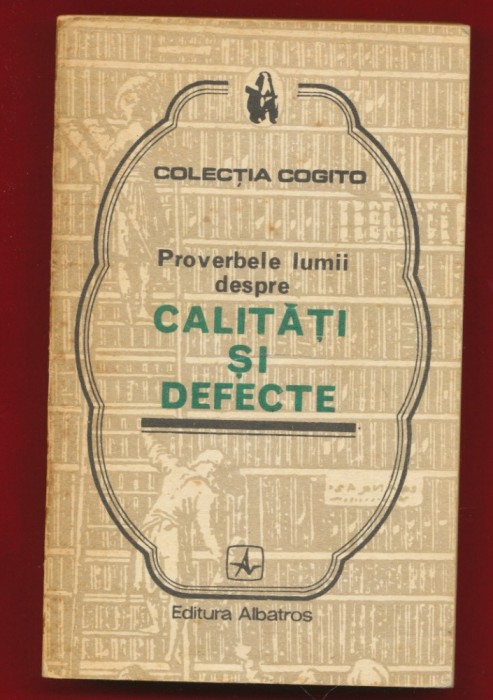 COLECȚIA COGITO
Proverbele lumii
despre
CALITĂȚI
ȘI
DEFECTE
Editura Albatros